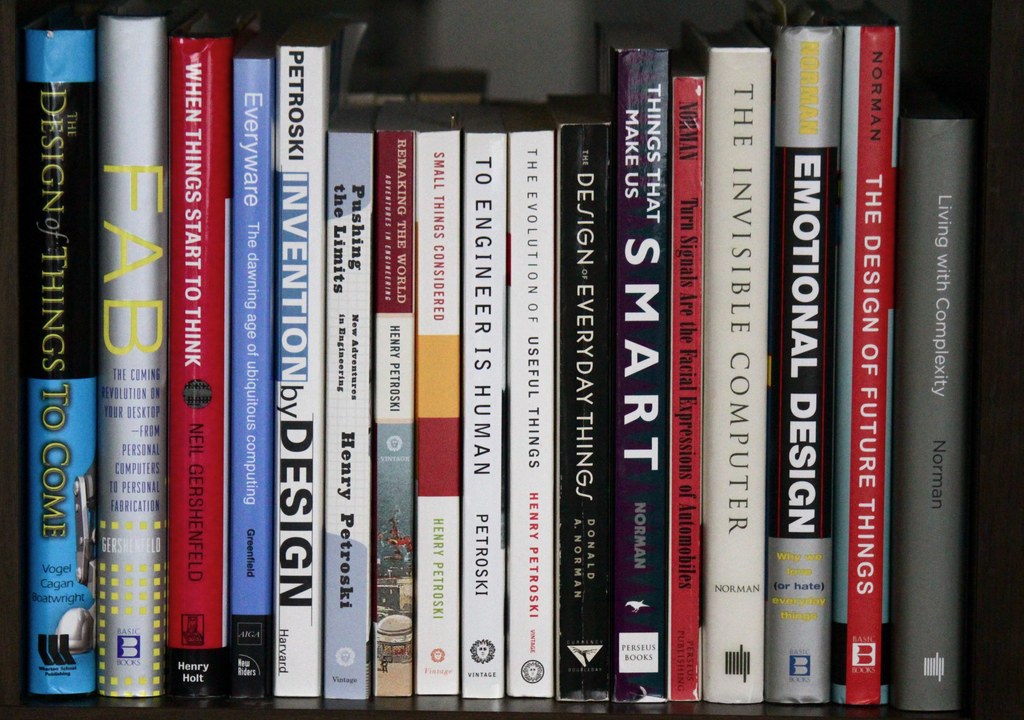 THE
DESIGN of THINGS TO COME
Vogel
Cagan
Boatwright
Wharton School
Publishing
FAB
THE COMING
REVOLUTION ON
YOUR DESKTOP
—FROM
PERSONAL
COMPUTERS
TO PERSONAL
FABRICATION
GERSHENFELD
BASIC
BOOKS
WHEN THINGS START TO THINK
NEIL GERSHENFELD
Henry
Holt
Everyware The dawning age of ubiquitous computing
Greenfield
AIGA
New
Riders
PETROSKI
INVENTION by DESIGN
Harvard
Pushing
the Limits
New Adventures
in Engineering
Henry Petroski
Vintage
REMAKING THE WORLD
ADVENTURES IN ENGINEERING
HENRY PETROSKI
VINTAGE
SMALL THINGS CONSIDERED
HENRY PETROSKI
Vintage
TO ENGINEER IS HUMAN
PETROSKI
VINTAGE
THE EVOLUTION OF USEFUL THINGS
HENRY PETROSKI
VINTAGE
THE
DESIGN OF EVERYDAY THINGS
DONALD
A. NORMAN
CURRENCY
DOUBLEDAY
THINGS THAT
MAKE US
SMART
NORMAN
PERSEUS
BOOKS
NORMAN
Turn Signals Are the Facial Expressions of Automobiles
PERSEUS
PUBLISHING
THE INVISIBLE COMPUTER
NORMAN
NORMAN
EMOTIONAL DESIGN
Why we
love
(or hate)
everyday
things
BASIC
BOOKS
NORMAN
THE DESIGN OF FUTURE THINGS
BASIC
BOOKS
Living with Complexity
Norman